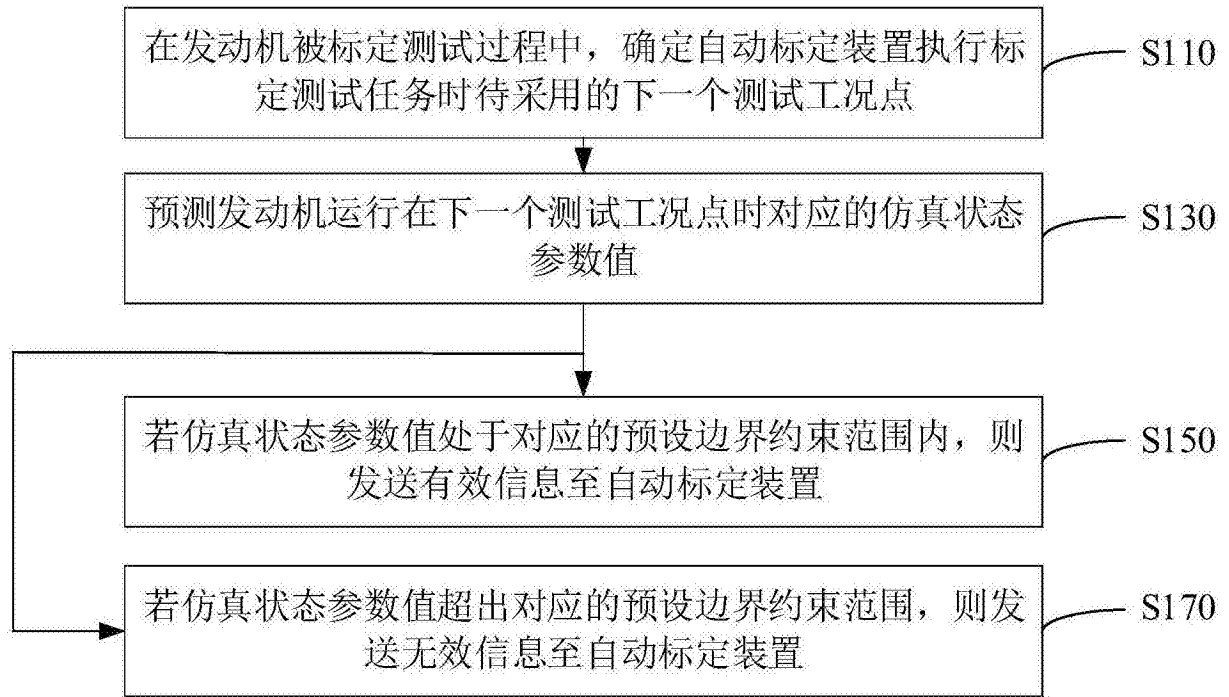 在发动机被标定测试过程中，确定自动标定装置执行标
定测试任务时待采用的下一个测试工况点
S110
预测发动机运行在下一个测试工况点时对应的仿真状态
参数值
S130
若仿真状态参数值处于对应的预设边界约束范围内，则
发送有效信息至自动标定装置
S150
若仿真状态参数值超出对应的预设边界约束范围，则发
送无效信息至自动标定装置
S170